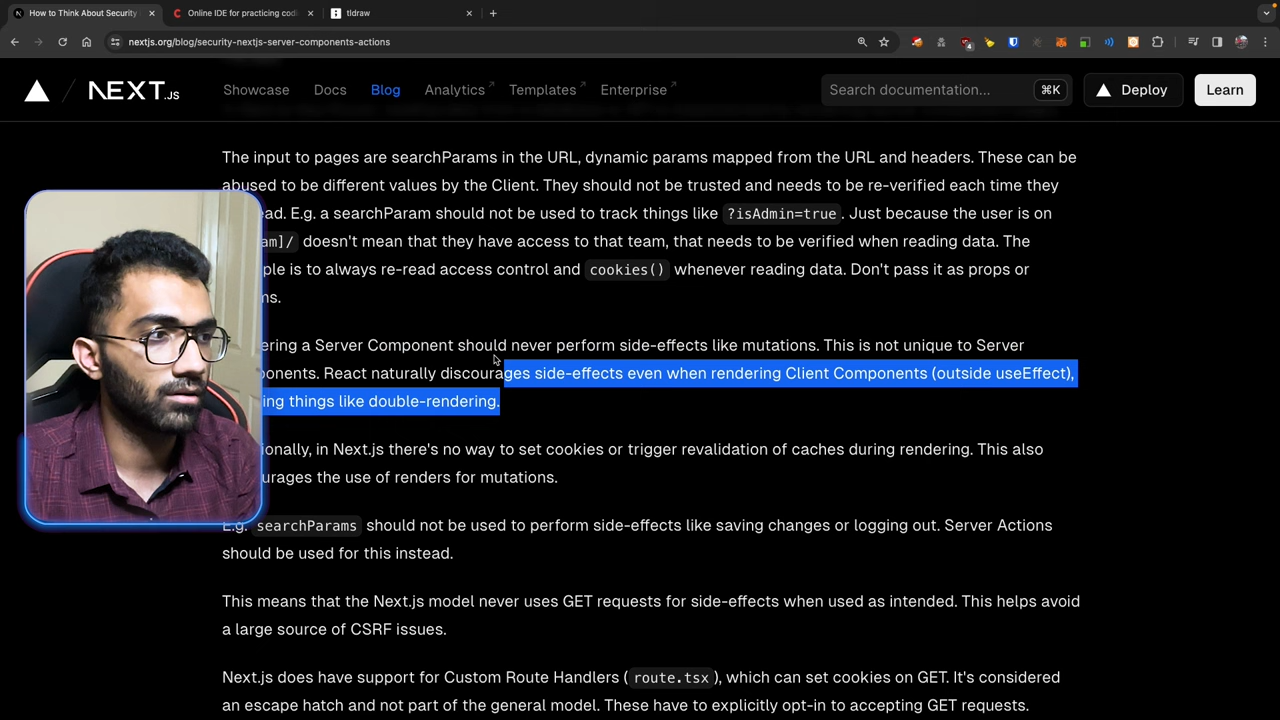 How to Think About Security
Online IDE for practicing codi
tldraw
nextjs.org/blog/security-nextjs-server-components-actions
NEXT.JS
Showcase
Docs
Blog
Analytics
Templates
Enterprise
Search documentation...
⌘K
Deploy
Learn
The input to pages are searchParams in the URL, dynamic params mapped from the URL and headers. These can be
abused to be different values by the Client. They should not be trusted and needs to be re-verified each time they
ead. E.g. a searchParam should not be used to track things like ?isAdmin=true. Just because the user is on
am]/ doesn't mean that they have access to that team, that needs to be verified when reading data. The
ple is to always re-read access control and cookies() whenever reading data. Don't pass it as props or
ms.
ering a Server Component should never perform side-effects like mutations. This is not unique to Server
ponents. React naturally discourages side-effects even when rendering Client Components (outside useEffect),
ing things like double-rendering.
ionally, in Next.js there's no way to set cookies or trigger revalidation of caches during rendering. This also
urages the use of renders for mutations.
E.g. searchParams should not be used to perform side-effects like saving changes or logging out. Server Actions
should be used for this instead.
This means that the Next.js model never uses GET requests for side-effects when used as intended. This helps avoid
a large source of CSRF issues.
Next.js does have support for Custom Route Handlers (route.tsx), which can set cookies on GET. It's considered
an escape hatch and not part of the general model. These have to explicitly opt-in to accepting GET requests.